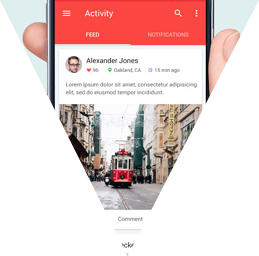 Activity
FEED NOTIFICATIONS
Alexander Jones
96 Oakland, CA 15 min ago
Lorem ipsum dolor sit amet, consectetur adipisicing
elit, sed do eiusmod tempor incididunt.
Comment